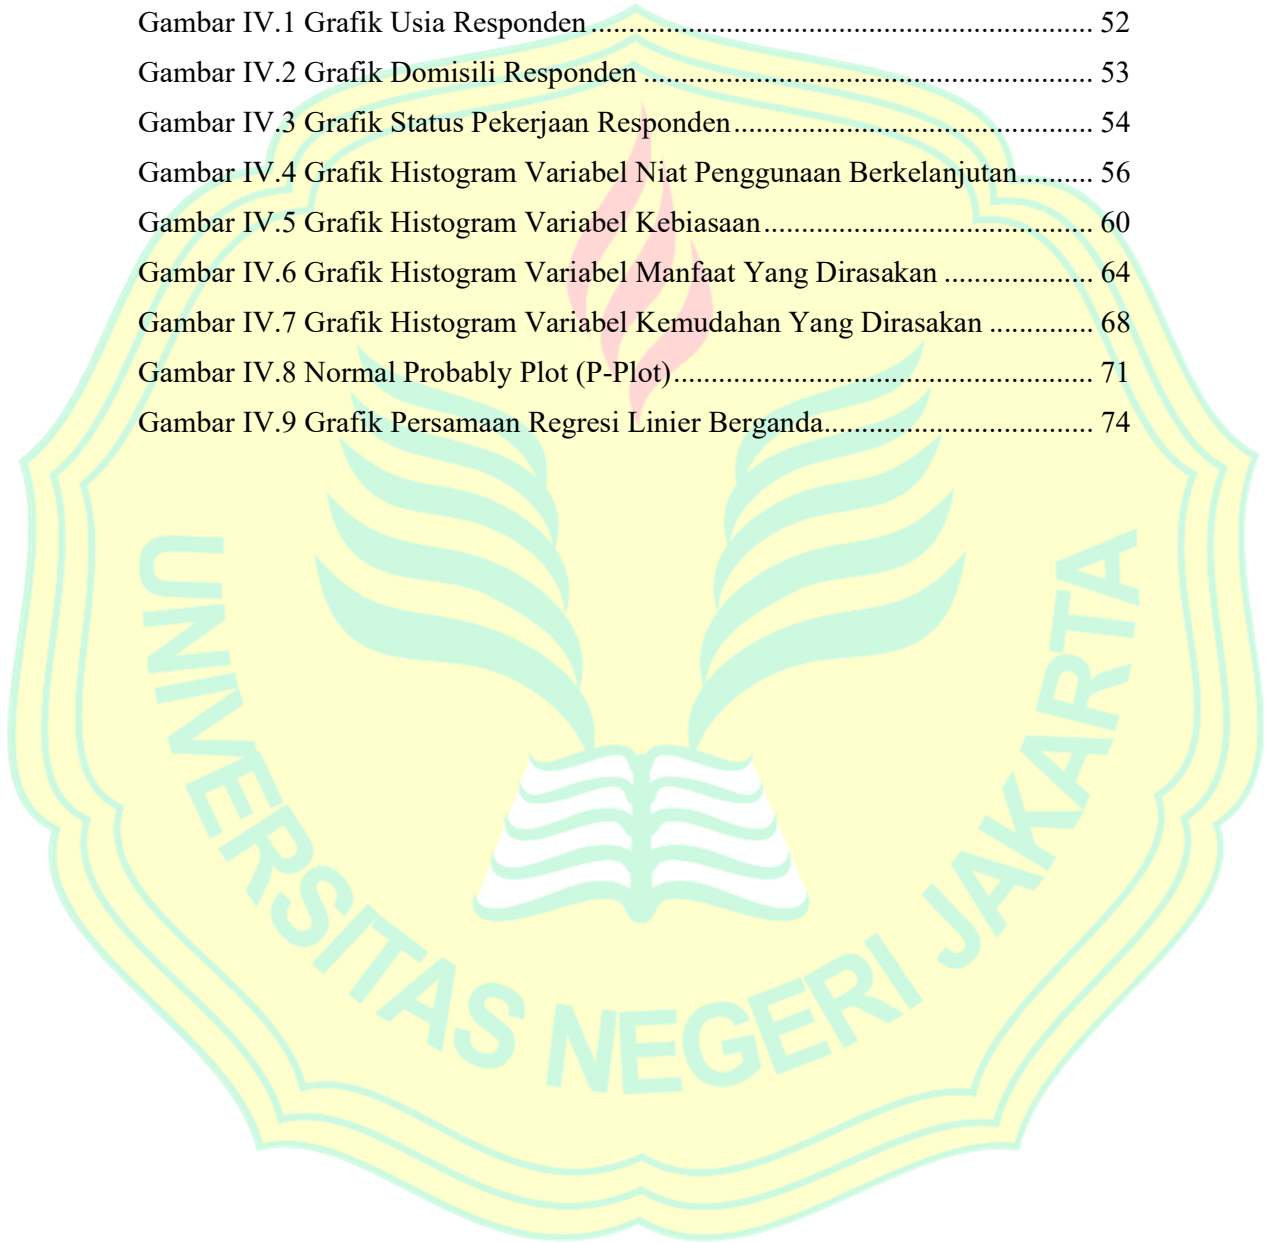 Gambar IV.1 Grafik Usia Responden.................................................................. 52
Gambar IV.2 Grafik Domisili Responden ........................................................... 53
Gambar IV.3 Grafik Status Pekerjaan Responden............................................... 54
Gambar IV.4 Grafik Histogram Variabel Niat Penggunaan Berkelanjutan.......... 56
Gambar IV.5 Grafik Histogram Variabel Kebiasaan............................................ 60
Gambar IV.6 Grafik Histogram Variabel Manfaat Yang Dirasakan .................... 64
Gambar IV.7 Grafik Histogram Variabel Kemudahan Yang Dirasakan .............. 68
Gambar IV.8 Normal Probably Plot (P-Plot)........................................................ 71
Gambar IV.9 Grafik Persamaan Regresi Linier Berganda.................................... 74
UNIVERSITAS NEGERI JAKARTA